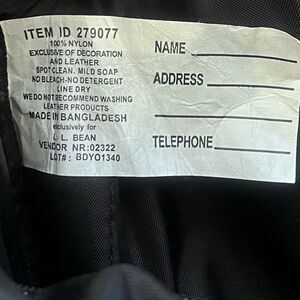 ITEM ID 279077
100% NYLON
EXCLUSIVE OF DECORATION
AND LEATHER
SPOT CLEAN. MILD SOAP
NO BLEACH-NO DETERGENT
LINE DRY
WE DO NOT RECOMMEND WASHING
LEATHER PRODUCTS
MADE IN BANGLADESH
exclusively for
L. L. BEAN
VENDOR NR:02322
LOT#: BDYO1340
NAME
ADDRESS
TELEPHONE